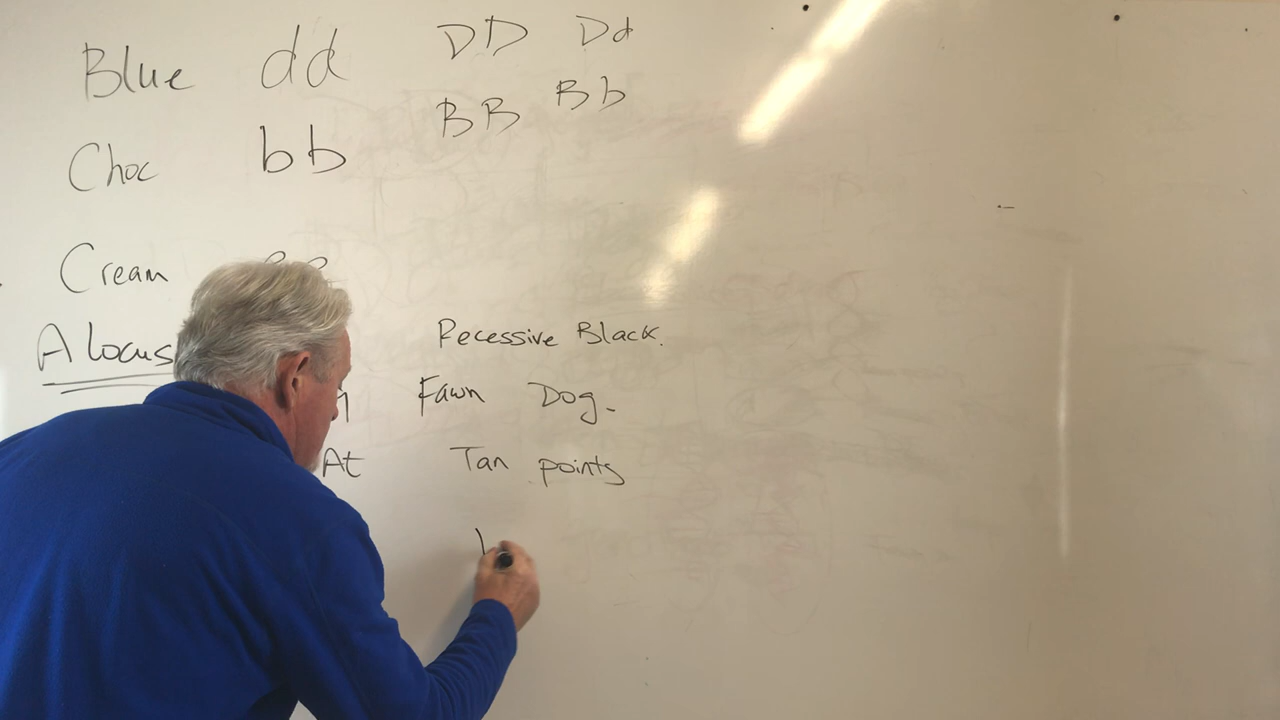 Blue dd DD Dd
Choc bb BB Bb
Cream
A locus Recessive Black.
Fawn Dog.
At Tan points